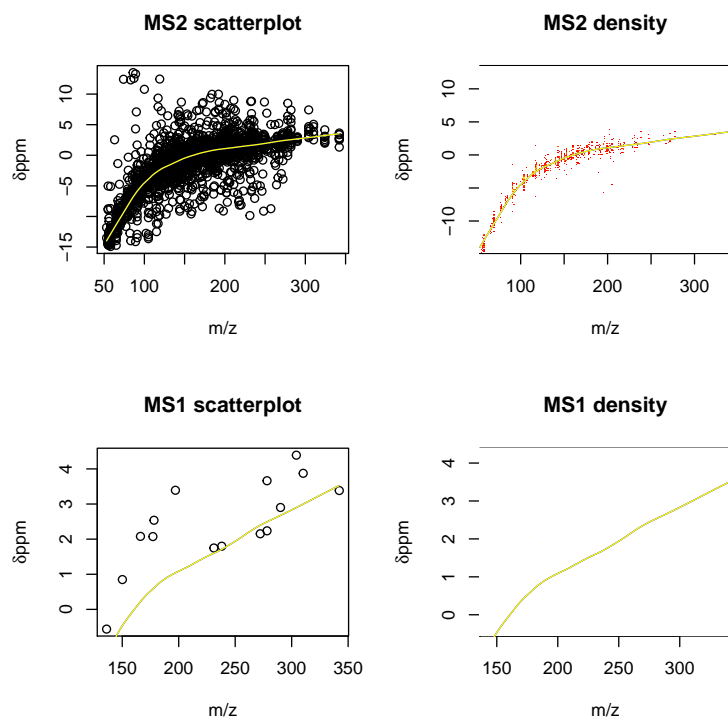 MS2 scatterplot
δppm
10
5
0
−5
−15
50 100 200 300
m/z
MS2 density
δppm
10
5
0
−10
100 200 300
m/z
MS1 scatterplot
δppm
4
3
2
1
0
150 200 250 300 350
m/z
MS1 density
δppm
4
3
2
1
0
150 200 250 300
m/z